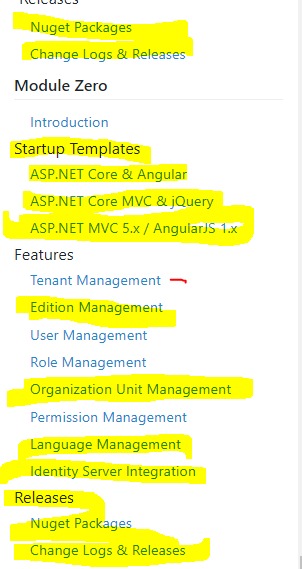 Releases
Nuget Packages
Change Logs & Releases
Module Zero
Introduction
Startup Templates
ASP.NET Core & Angular
ASP.NET Core MVC & jQuery
ASP.NET MVC 5.x / AngularJS 1.x
Features
Tenant Management
Edition Management
User Management
Role Management
Organization Unit Management
Permission Management
Language Management
Identity Server Integration
Releases
Nuget Packages
Change Logs & Releases